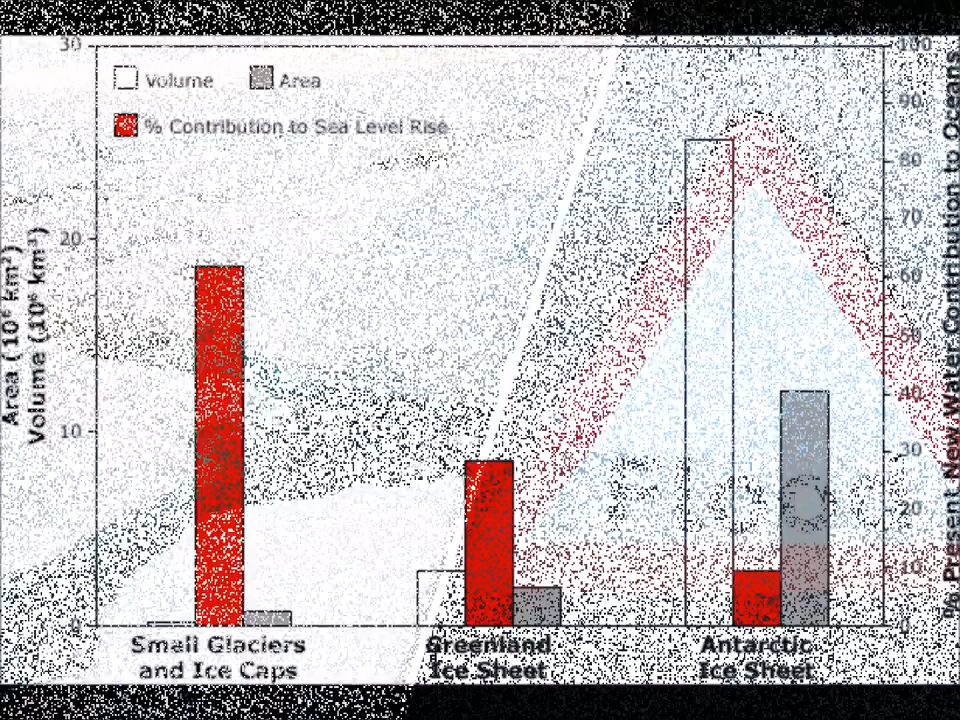 30
20
10
0
Area (10⁶ km²)
Volume (10⁶ km³)
Volume
Area
% Contribution to Sea Level Rise
100
90
80
70
60
50
40
30
20
10
0
% Present New Water Contribution to Oceans
Small Glaciers
and Ice Caps
Greenland
Ice Sheet
Antarctic
Ice Sheet